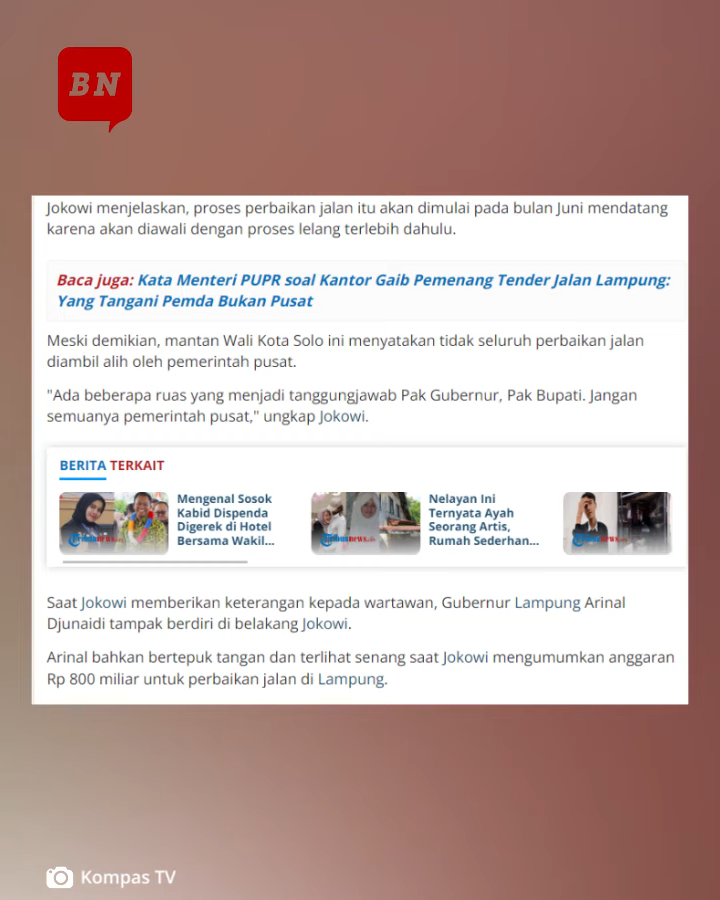 BN
Jokowi menjelaskan, proses perbaikan jalan itu akan dimulai pada bulan Juni mendatang
karena akan diawali dengan proses lelang terlebih dahulu.
Baca juga: Kata Menteri PUPR soal Kantor Gaib Pemenang Tender Jalan Lampung:
Yang Tangani Pemda Bukan Pusat
Meski demikian, mantan Wali Kota Solo ini menyatakan tidak seluruh perbaikan jalan
diambil alih oleh pemerintah pusat.
"Ada beberapa ruas yang menjadi tanggungjawab Pak Gubernur, Pak Bupati. Jangan
semuanya pemerintah pusat," ungkap Jokowi.
BERITA TERKAIT
Mengenal Sosok
Kabid Dispenda
Digerek di Hotel
Bersama Wakil...
Nelayan Ini
Ternyata Ayah
Seorang Artis,
Rumah Sederhan...
Saat Jokowi memberikan keterangan kepada wartawan, Gubernur Lampung Arinal
Djunaidi tampak berdiri di belakang Jokowi.
Arinal bahkan bertepuk tangan dan terlihat senang saat Jokowi mengumumkan anggaran
Rp 800 miliar untuk perbaikan jalan di Lampung.
Kompas TV